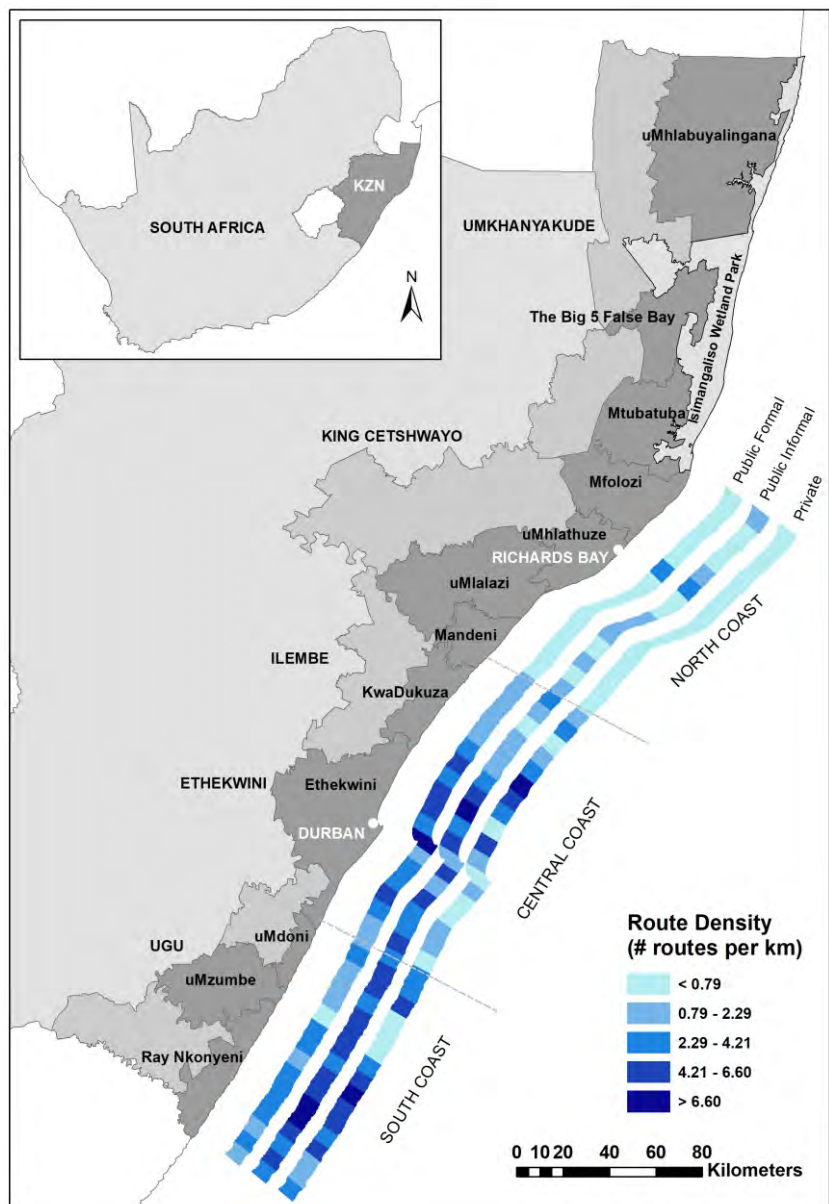 KZN
SOUTH AFRICA
N
uMhlabuyalingana
UMKHANYAKUDE
The Big 5 False Bay
Isimangaliso Wetland Park
Mtubatuba
KING CETSHWAYO
Mfolozi
Public Formal
Public Informal
Private
uMhlathuze
RICHARDS BAY
uMlalazi
Mandeni
NORTH COAST
ILEMBE
KwaDukuza
ETHEKWINI
Ethekwini
DURBAN
CENTRAL COAST
UGU
uMdoni
uMzumbe
Ray Nkonyeni
SOUTH COAST
Route Density
(# routes per km)
< 0.79
0.79 - 2.29
2.29 - 4.21
4.21 - 6.60
> 6.60
0 10 20 40 60 80
Kilometers